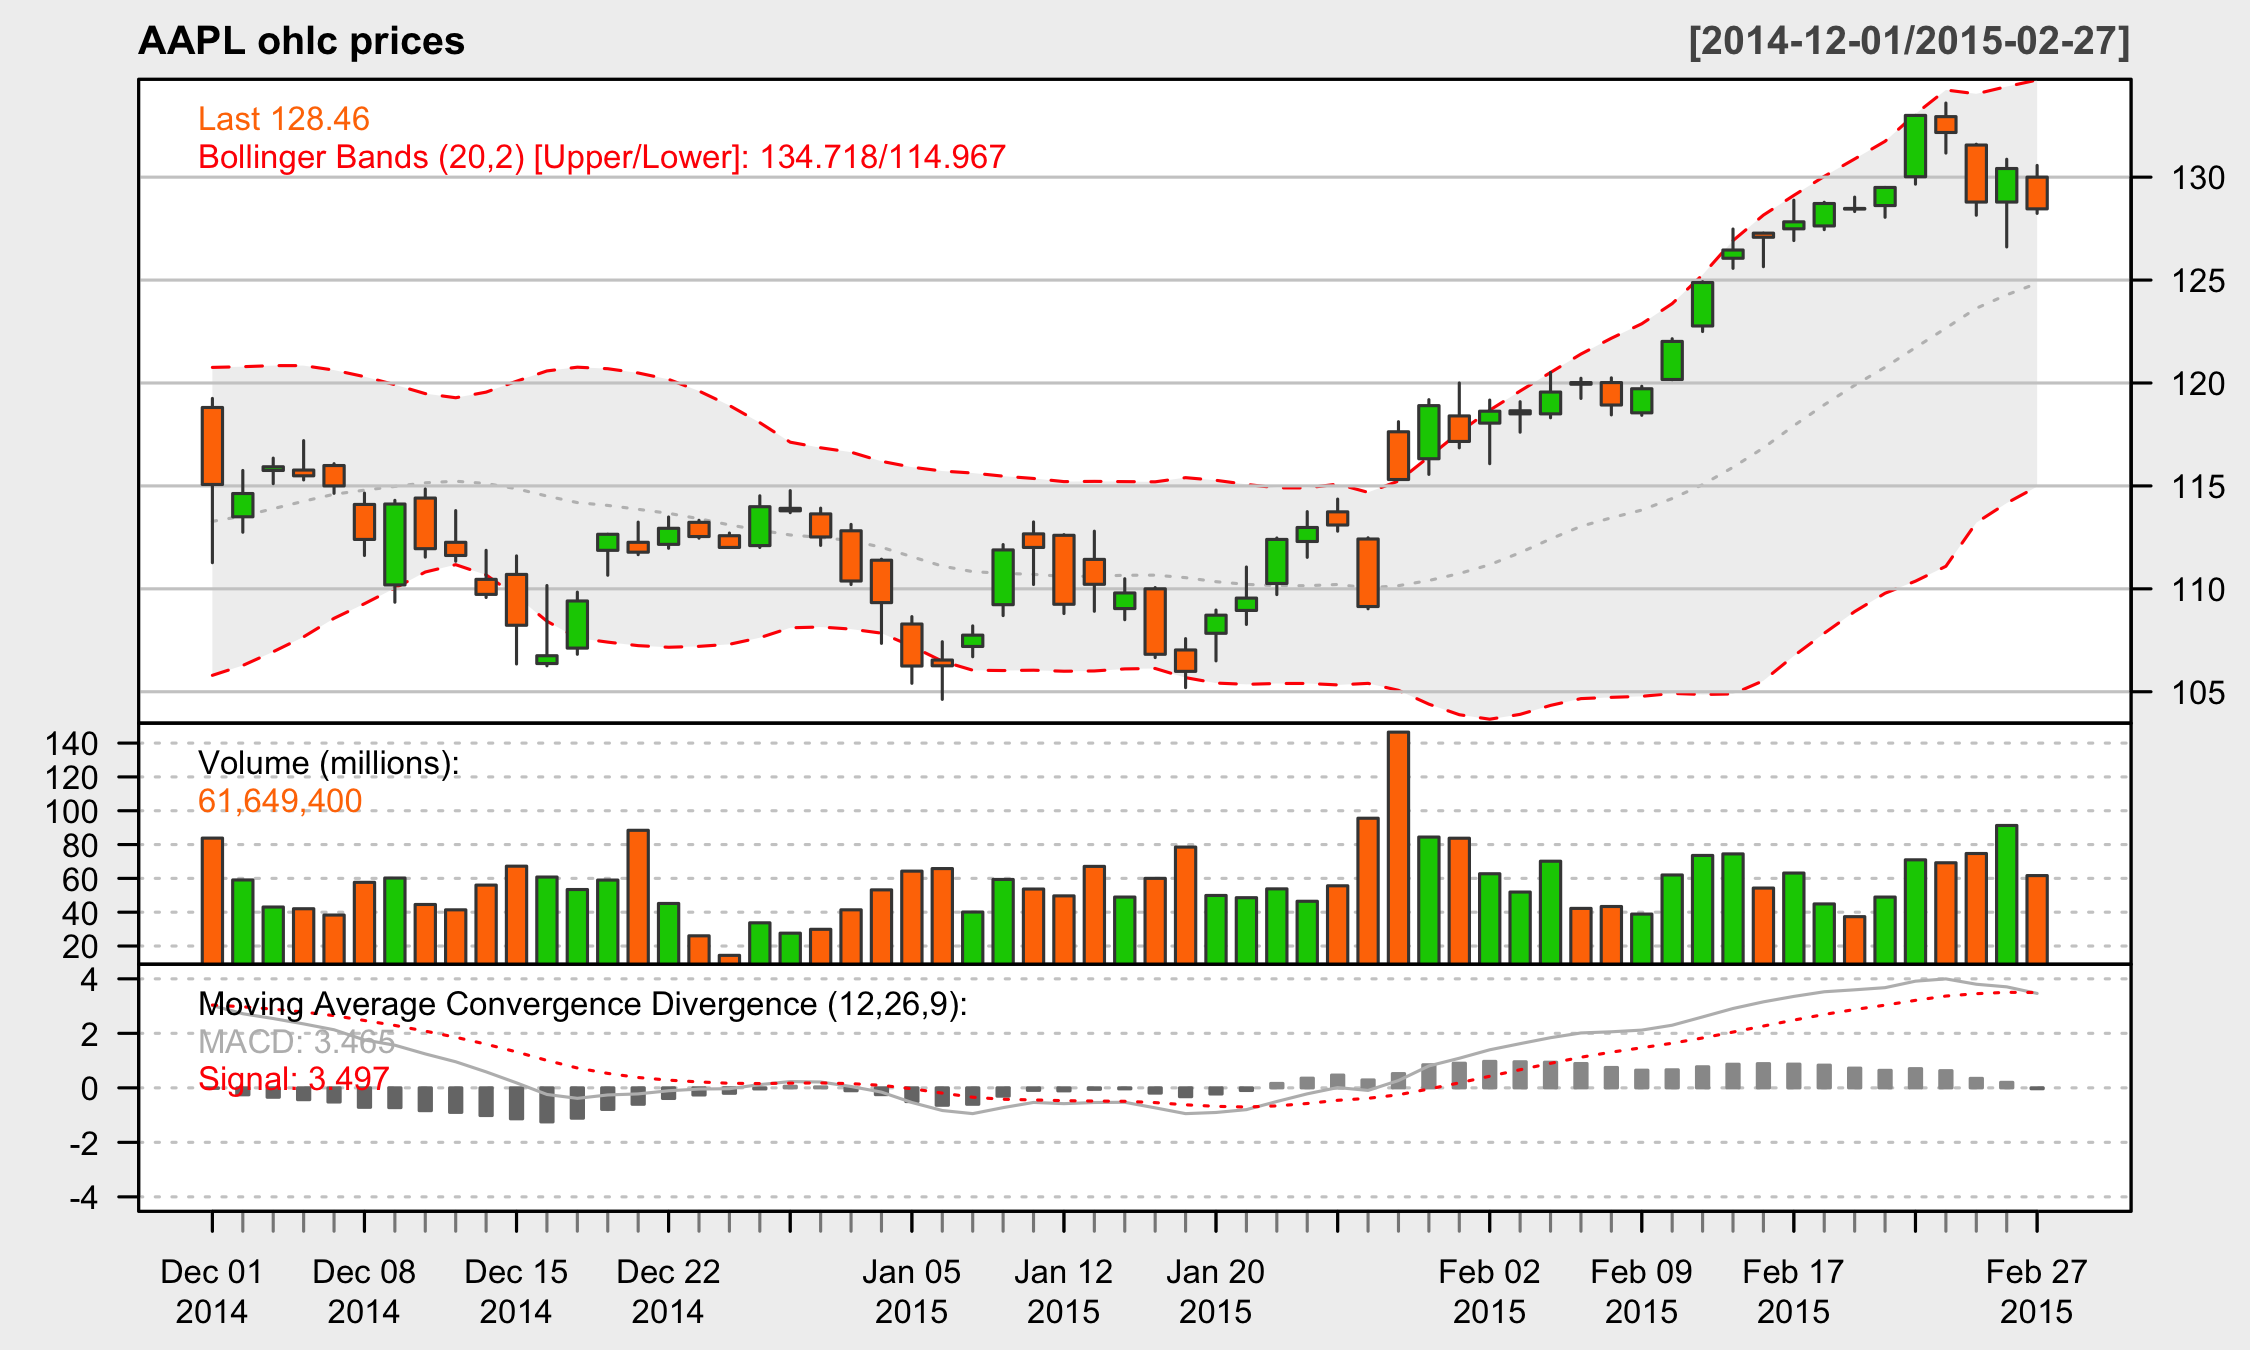 AAPL ohlc prices
[2014-12-01/2015-02-27]
Last 128.46
Bollinger Bands (20,2) [Upper/Lower]: 134.718/114.967
130
125
120
115
110
105
Volume (millions):
61,649,400
140
120
100
80
60
40
20
Moving Average Convergence Divergence (12,26,9):
MACD: 3.465
Signal: 3.497
4
2
0
-2
-4
Dec 01
2014
Dec 08
2014
Dec 15
2014
Dec 22
2014
Jan 05
2015
Jan 12
2015
Jan 20
2015
Feb 02
2015
Feb 09
2015
Feb 17
2015
Feb 27
2015